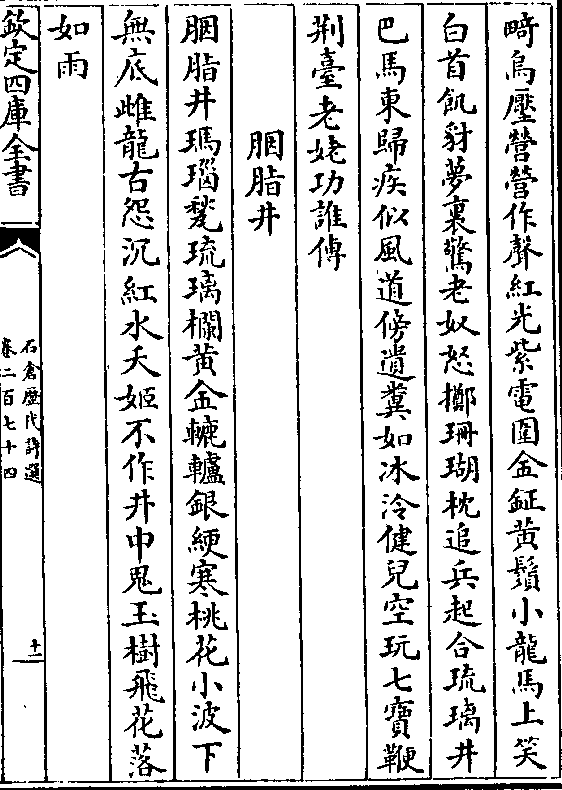 畸烏壓營營作聲紅光紫電圍金鉦黃鬚小龍馬上笑
白首飢豺夢裏驚老奴怒擲珊瑚枕追兵起合琉璃井
巴馬東歸疾似風道傍遺糞如冰冷健兒空玩七寶鞭
荆臺老姥功誰傳
胭脂井
胭脂井瑪瑙甃琉璃欄黃金轆轤銀綆寒桃花小波下
無底雌龍古怨沉紅水夭姬不作井中鬼玉樹飛花落
如雨
欽定四庫全書
石倉歷代詩選
卷二百七十四
十一